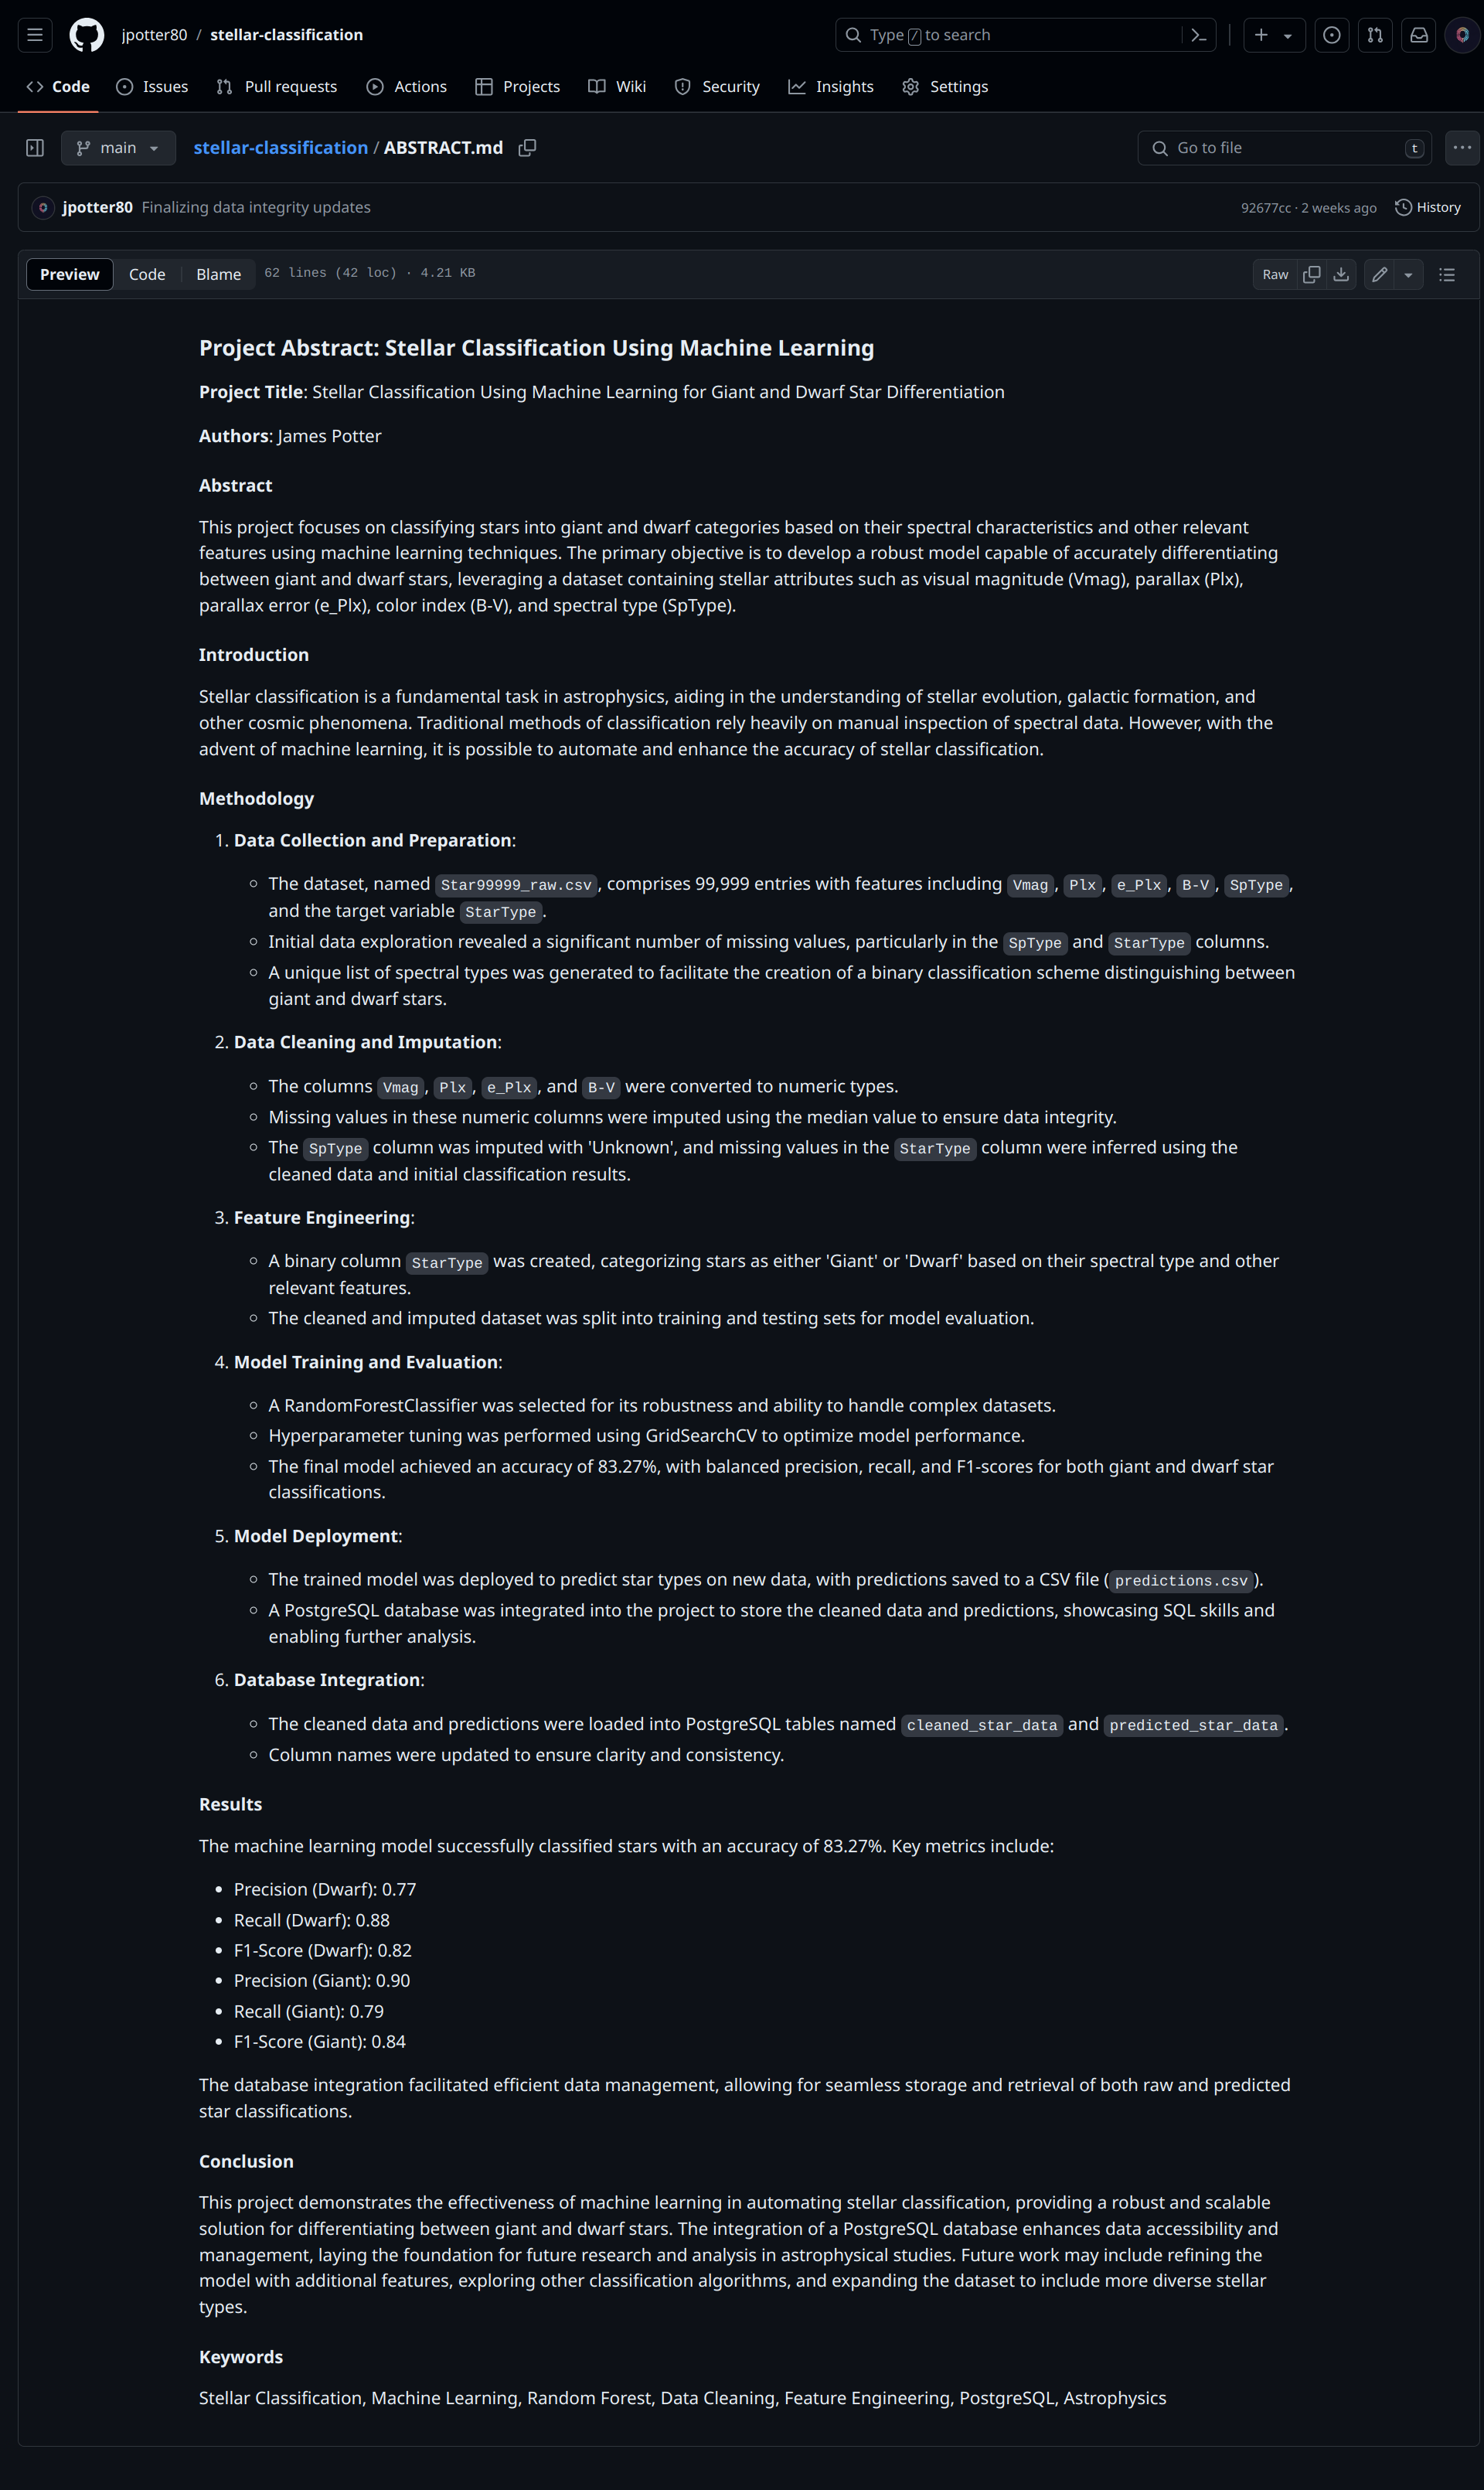 jpotter80 / stellar-classification
Type / to search
Code Issues Pull requests Actions Projects Wiki Security Insights Settings
main stellar-classification / ABSTRACT.md Go to file t
jpotter80 Finalizing data integrity updates 92677cc · 2 weeks ago History
Preview Code Blame 62 lines (42 loc) · 4.21 KB Raw
Project Abstract: Stellar Classification Using Machine Learning
Project Title: Stellar Classification Using Machine Learning for Giant and Dwarf Star Differentiation
Authors: James Potter
Abstract
This project focuses on classifying stars into giant and dwarf categories based on their spectral characteristics and other relevant
features using machine learning techniques. The primary objective is to develop a robust model capable of accurately differentiating
between giant and dwarf stars, leveraging a dataset containing stellar attributes such as visual magnitude (Vmag), parallax (Plx),
parallax error (e_Plx), color index (B-V), and spectral type (SpType).
Introduction
Stellar classification is a fundamental task in astrophysics, aiding in the understanding of stellar evolution, galactic formation, and
other cosmic phenomena. Traditional methods of classification rely heavily on manual inspection of spectral data. However, with the
advent of machine learning, it is possible to automate and enhance the accuracy of stellar classification.
Methodology
1. Data Collection and Preparation:
The dataset, named Star99999_raw.csv, comprises 99,999 entries with features including Vmag, Plx, e_Plx, B-V, SpType,
and the target variable StarType.
Initial data exploration revealed a significant number of missing values, particularly in the SpType and StarType columns.
A unique list of spectral types was generated to facilitate the creation of a binary classification scheme distinguishing between
giant and dwarf stars.
2. Data Cleaning and Imputation:
The columns Vmag, Plx, e_Plx, and B-V were converted to numeric types.
Missing values in these numeric columns were imputed using the median value to ensure data integrity.
The SpType column was imputed with 'Unknown', and missing values in the StarType column were inferred using the
cleaned data and initial classification results.
3. Feature Engineering:
A binary column StarType was created, categorizing stars as either 'Giant' or 'Dwarf' based on their spectral type and other
relevant features.
The cleaned and imputed dataset was split into training and testing sets for model evaluation.
4. Model Training and Evaluation:
A RandomForestClassifier was selected for its robustness and ability to handle complex datasets.
Hyperparameter tuning was performed using GridSearchCV to optimize model performance.
The final model achieved an accuracy of 83.27%, with balanced precision, recall, and F1-scores for both giant and dwarf star
classifications.
5. Model Deployment:
The trained model was deployed to predict star types on new data, with predictions saved to a CSV file (predictions.csv).
A PostgreSQL database was integrated into the project to store the cleaned data and predictions, showcasing SQL skills and
enabling further analysis.
6. Database Integration:
The cleaned data and predictions were loaded into PostgreSQL tables named cleaned_star_data and predicted_star_data.
Column names were updated to ensure clarity and consistency.
Results
The machine learning model successfully classified stars with an accuracy of 83.27%. Key metrics include:
Precision (Dwarf): 0.77
Recall (Dwarf): 0.88
F1-Score (Dwarf): 0.82
Precision (Giant): 0.90
Recall (Giant): 0.79
F1-Score (Giant): 0.84
The database integration facilitated efficient data management, allowing for seamless storage and retrieval of both raw and predicted
star classifications.
Conclusion
This project demonstrates the effectiveness of machine learning in automating stellar classification, providing a robust and scalable
solution for differentiating between giant and dwarf stars. The integration of a PostgreSQL database enhances data accessibility and
management, laying the foundation for future research and analysis in astrophysical studies. Future work may include refining the
model with additional features, exploring other classification algorithms, and expanding the dataset to include more diverse stellar
types.
Keywords
Stellar Classification, Machine Learning, Random Forest, Data Cleaning, Feature Engineering, PostgreSQL, Astrophysics